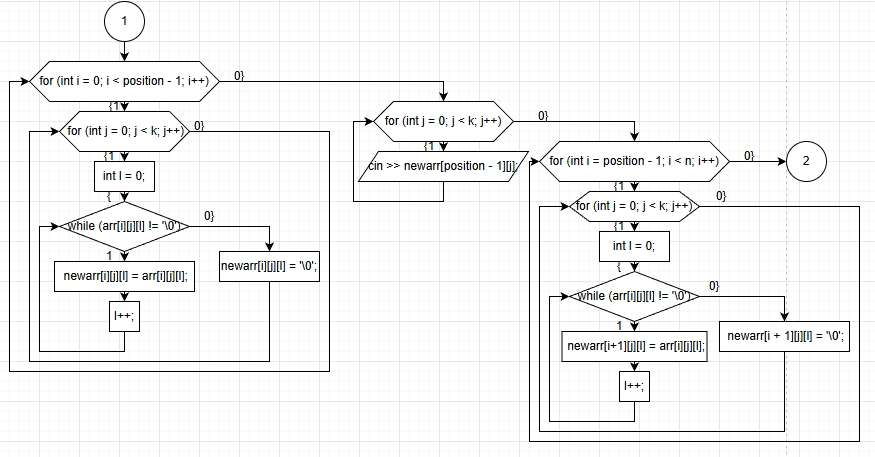 1
for (int i = 0; i < position - 1; i++)
0}
{1
for (int j = 0; j < k; j++)
0}
{1
int l = 0;
{
while (arr[i][j][l] != '\0')
0}
1
newarr[i][j][l] = arr[i][j][l];
l++;
newarr[i][j][l] = '\0';
for (int j = 0; j < k; j++)
0}
{1
cin >> newarr[position - 1][j];
for (int i = position - 1; i < n; i++)
0}
2
{1
for (int j = 0; j < k; j++)
0}
{1
int l = 0;
{
while (arr[i][j][l] != '\0')
0}
1
newarr[i+1][j][l] = arr[i][j][l];
l++;
newarr[i + 1][j][l] = '\0';